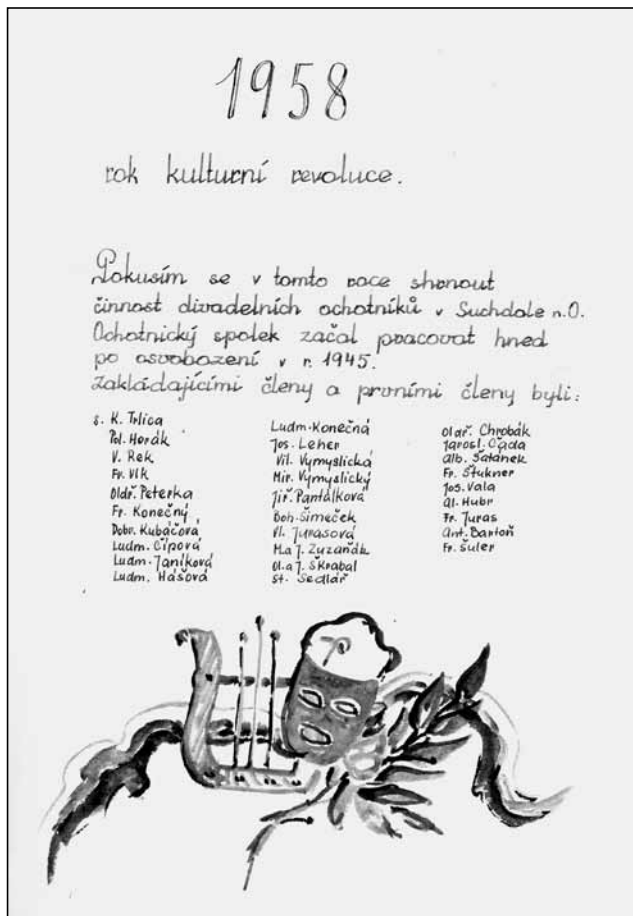 1958
rok kulturní revoluce.
Pokusím se v tomto roce shrnout
činnost divadelních ochotníků v Suchdole n.O.
Ochotnický spolek začal pracovat hned
po osvobození v r. 1945.
Zakládajícími členy a prvními členy byli:
s. K. Trlica
Pol. Horák
V. Rek
Fr. Vlk
Oldř. Peterka
Fr. Konečný
Dobr. Kubáčová
Ludm. Cípová
Ludm. Janíková
Ludm. Hášová
Ludm. Konečná
Jos. Leher
Vil. Vymyslická
Mir. Vymyslický
Jiř. Pantálková
Boh. Šimeček
Vl. Jurasová
M. a J. Zuzaňák
Ol. a J. Škrabal
St. Sedlář
Oldř. Chrobák
Jarosl. Čada
Alb. Šatánek
Fr. Štukner
Jos. Vala
Al. Hubr
Fr. Juras
Ant. Bartoň
Fr. Šuler